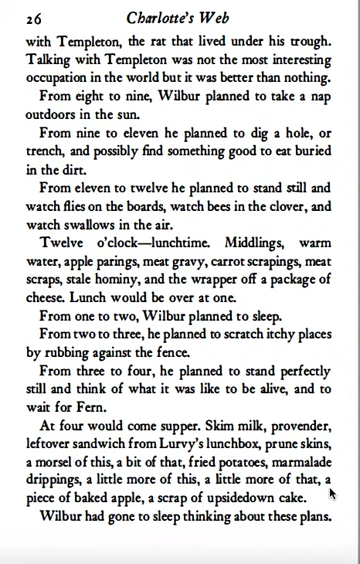 26 Charlotte's Web
with Templeton, the rat that lived under his trough.
Talking with Templeton was not the most interesting
occupation in the world but it was better than nothing.
From eight to nine, Wilbur planned to take a nap
outdoors in the sun.
From nine to eleven he planned to dig a hole, or
trench, and possibly find something good to eat buried
in the dirt.
From eleven to twelve he planned to stand still and
watch flies on the boards, watch bees in the clover, and
watch swallows in the air.
Twelve o'clock—lunchtime. Middlings, warm
water, apple parings, meat gravy, carrot scrapings, meat
scraps, stale hominy, and the wrapper off a package of
cheese. Lunch would be over at one.
From one to two, Wilbur planned to sleep.
From two to three, he planned to scratch itchy places
by rubbing against the fence.
From three to four, he planned to stand perfectly
still and think of what it was like to be alive, and to
wait for Fern.
At four would come supper. Skim milk, provender,
leftover sandwich from Lurvy's lunchbox, prune skins,
a morsel of this, a bit of that, fried potatoes, marmalade
drippings, a little more of this, a little more of that, a
piece of baked apple, a scrap of upsidedown cake.
Wilbur had gone to sleep thinking about these plans.